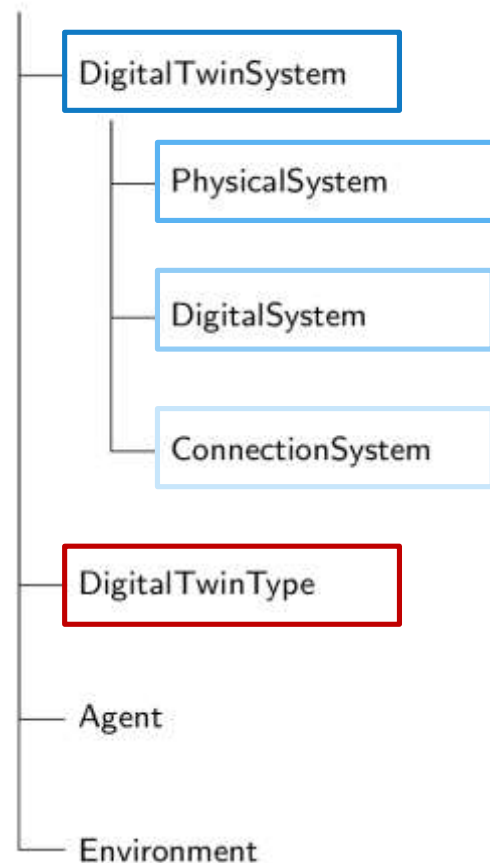 DigitalTwinSystem
PhysicalSystem
DigitalSystem
ConnectionSystem
DigitalTwinType
Agent
Environment